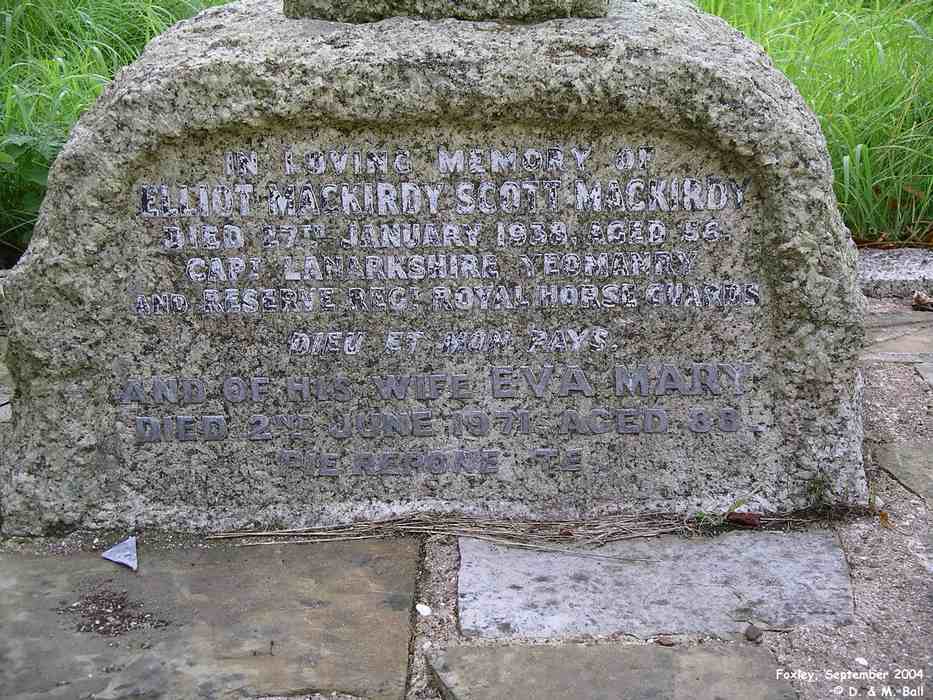 IN LOVING MEMORY OF
ELLIOT MACKIRDY SCOTT MACKIRDY
DIED 27TH JANUARY 1938, AGED 58.
CAPT LANARKSHIRE YEOMANRY
AND RESERVE REGT ROYAL HORSE GUARDS
DIEU ET MON PAYS.
AND OF HIS WIFE EVA MARY
DIED 2ND JUNE 1971 AGED 88.
TE
Foxley, September 2004
© D. & M. Ball